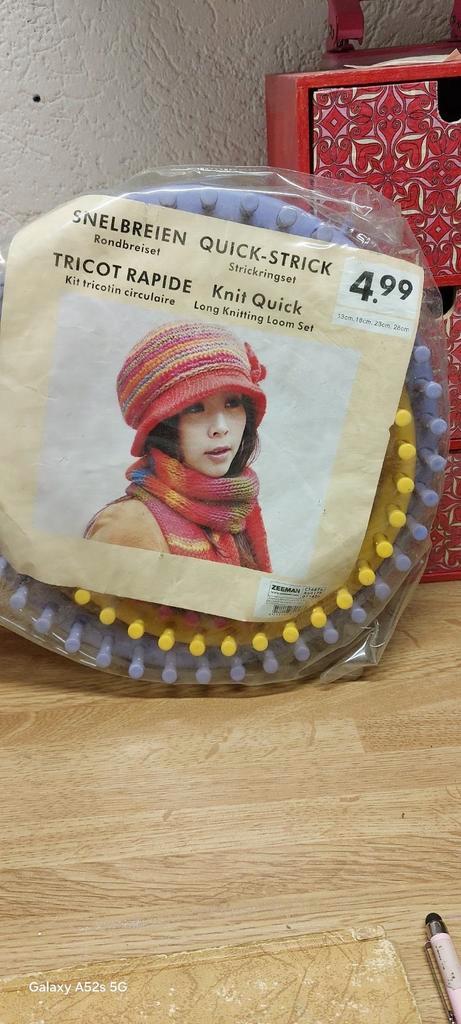 SNELBREIEN QUICK-STRICK
Rondbreiset Strickringset
TRICOT RAPIDE Knit Quick
Kit tricotin circulaire Long Knitting Loom Set
4.99
13cm, 18cm, 23cm, 28cm
ZEEMAN
Galaxy A52s 5G